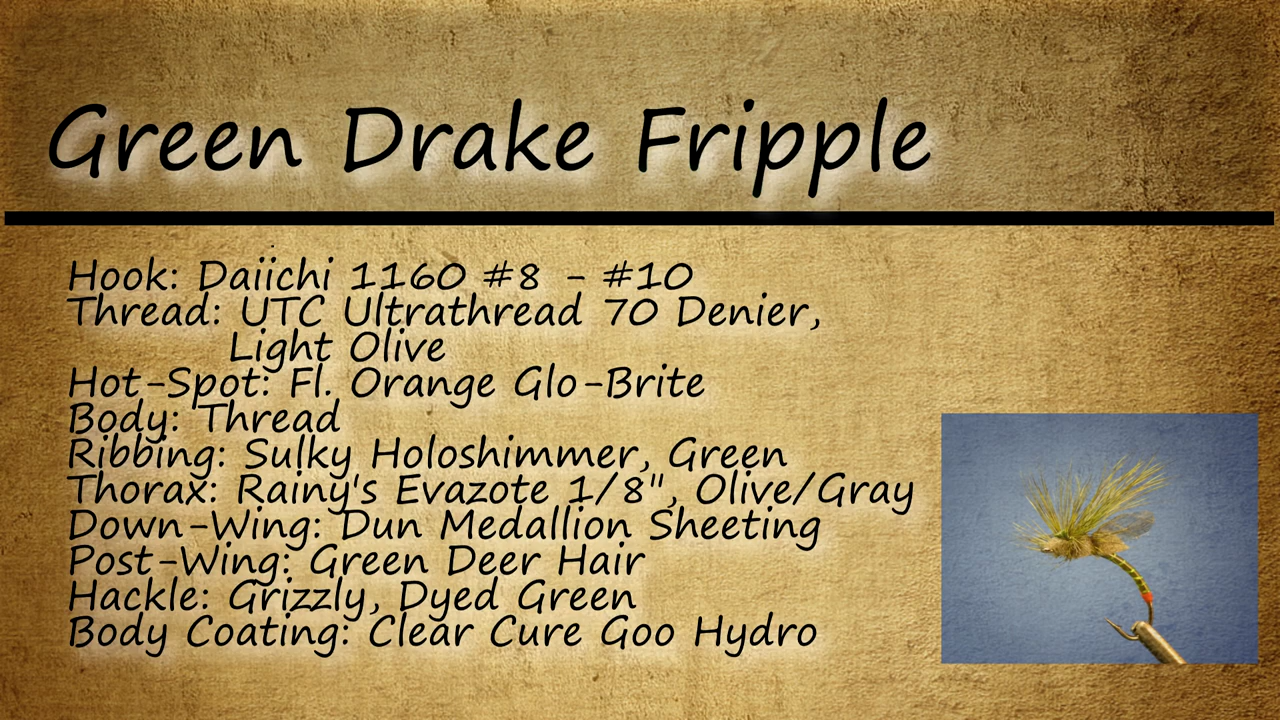 Green Drake Fripple
Hook: Daiichi 1160 #8 - #10
Thread: UTC Ultrathread 70 Denier,
Light Olive
Hot-Spot: Fl. Orange Glo-Brite
Body: Thread
Ribbing: Sulky Holoshimmer, Green
Thorax: Rainy's Evazote 1/8", Olive/Gray
Down-Wing: Dun Medallion Sheeting
Post-Wing: Green Deer Hair
Hackle: Grizzly, Dyed Green
Body Coating: Clear Cure Goo Hydro